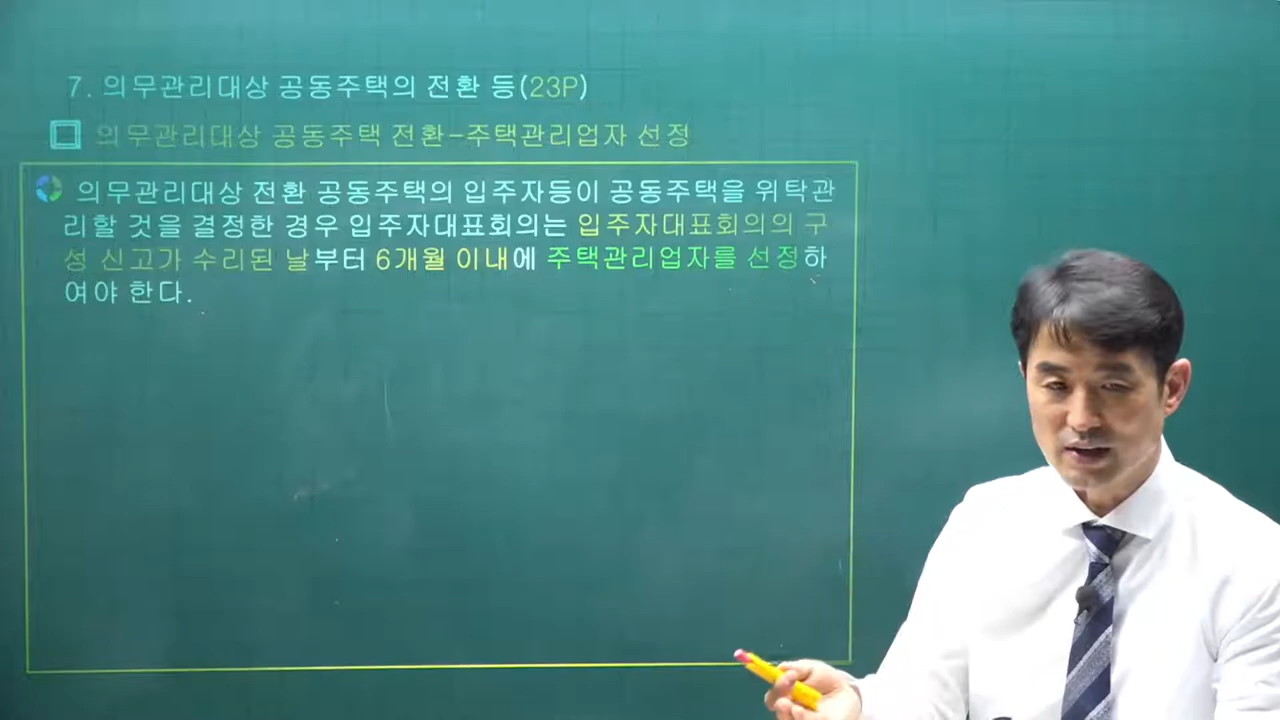 7. 의무관리대상 공동주택의 전환 등(23P)
의무관리대상 공동주택 전환-주택관리업자 선정
의무관리대상 전환 공동주택의 입주자등이 공동주택을 위탁관
리할 것을 결정한 경우 입주자대표회의는 입주자대표회의의 구
성 신고가 수리된 날부터 6개월 이내에 주택관리업자를 선정하
여야 한다.